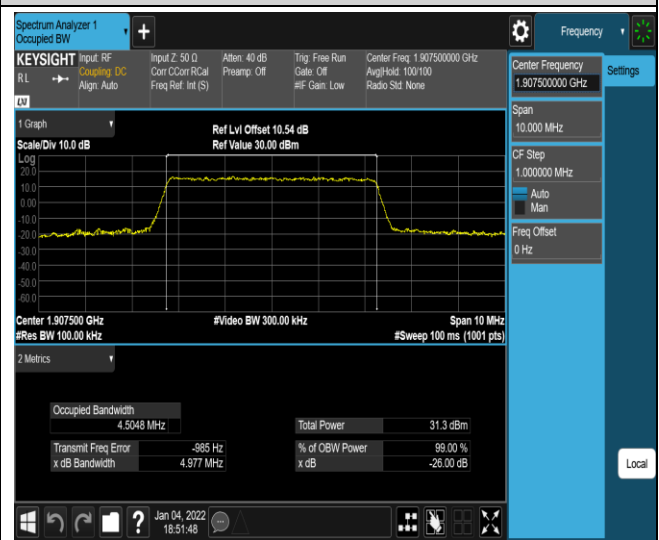 Spectrum Analyzer 1
Occupied BW
Frequency
KEYSIGHT Input: RF Input Z: 50 Ω Atten: 40 dB Trig: Free Run Center Freq: 1.907500000 GHz
RL Coupling: DC Corr CCorr RCal Preamp: Off Gate: Off Avg|Hold: 100/100
Align: Auto Freq Ref: Int (S) #IF Gain: Low Radio Std: None
LXI
Center Frequency
1.907500000 GHz
Settings
Span
10.000 MHz
CF Step
1.000000 MHz
Auto
Man
Freq Offset
0 Hz
1 Graph
Ref Lvl Offset 10.54 dB
Scale/Div 10.0 dB Ref Value 30.00 dBm
Log
20.0
10.0
0.00
-10.0
-20.0
-30.0
-40.0
-50.0
-60.0
Center 1.907500 GHz #Video BW 300.00 kHz Span 10 MHz
#Res BW 100.00 kHz #Sweep 100 ms (1001 pts)
2 Metrics
Occupied Bandwidth
4.5048 MHz Total Power 31.3 dBm
Transmit Freq Error -985 Hz % of OBW Power 99.00 %
x dB Bandwidth 4.977 MHz x dB -26.00 dB
Local
? Jan 04, 2022
18:51:48